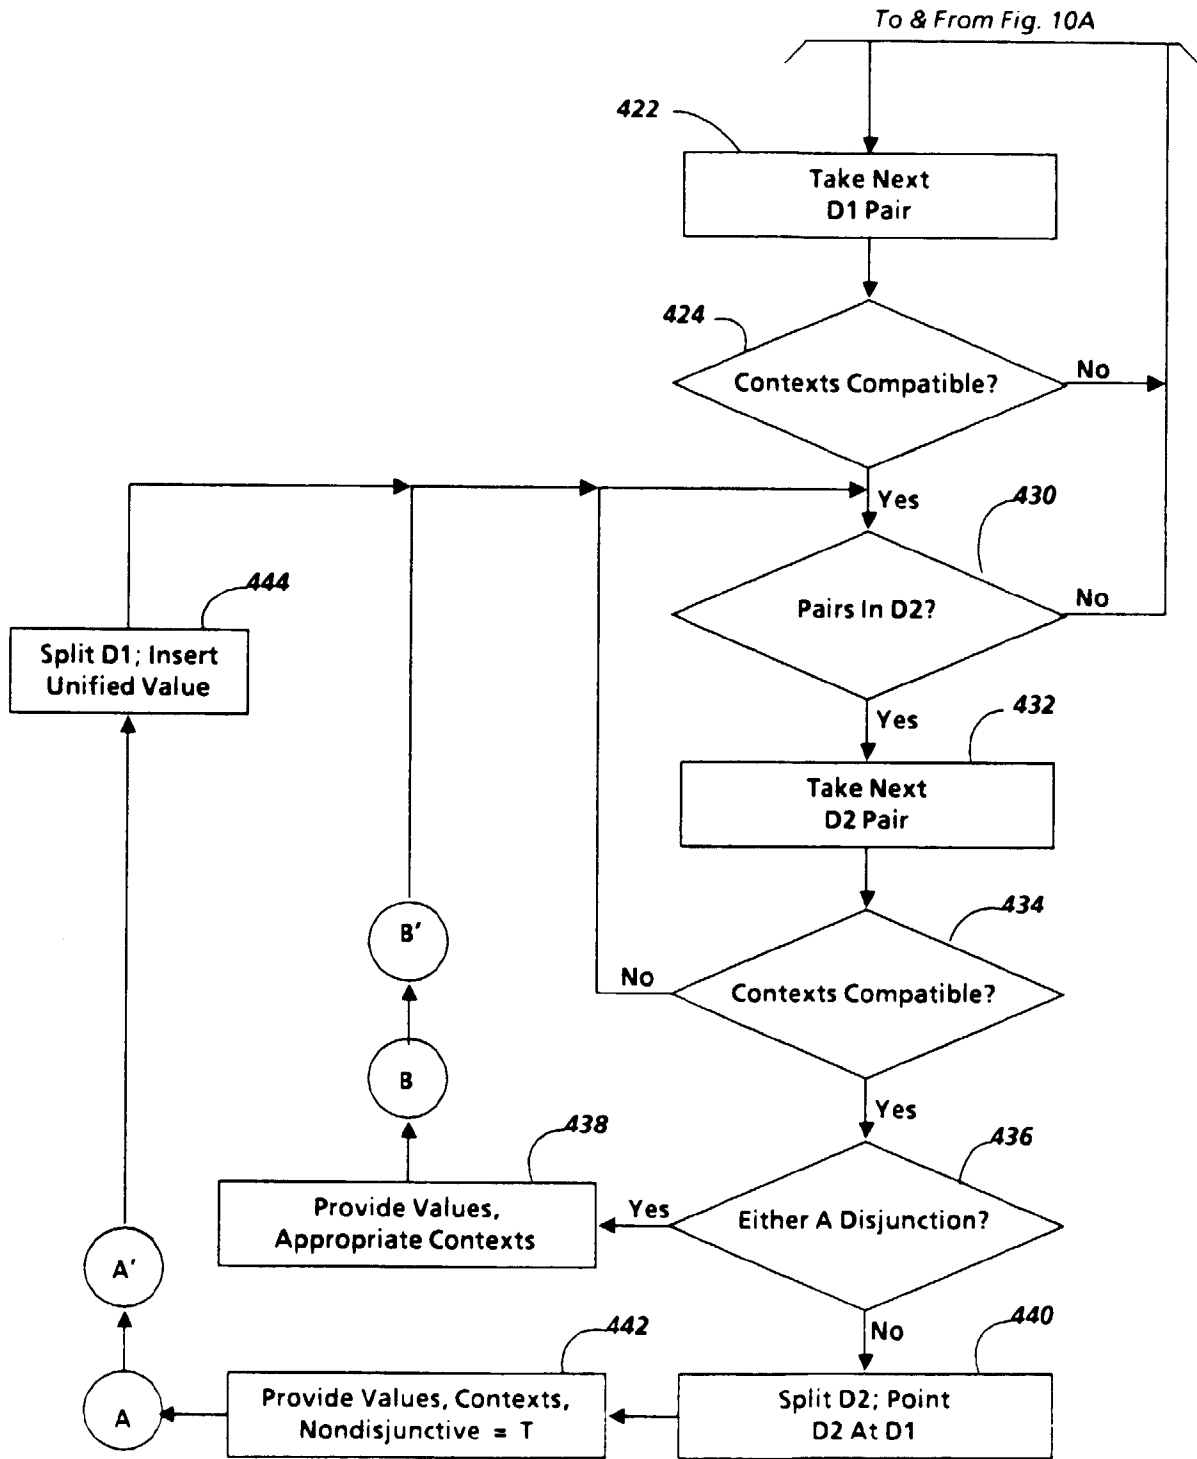 To & From Fig. 10A
422
Take Next
D1 Pair
424
Contexts Compatible?
No
Yes
430
Pairs In D2?
No
444
Split D1; Insert
Unified Value
Yes
432
Take Next
D2 Pair
434
B'
No
Contexts Compatible?
B
Yes
438
436
Provide Values,
Appropriate Contexts
Yes
Either A Disjunction?
A'
No
442
440
A
Provide Values, Contexts,
Nondisjunctive = T
Split D2; Point
D2 At D1